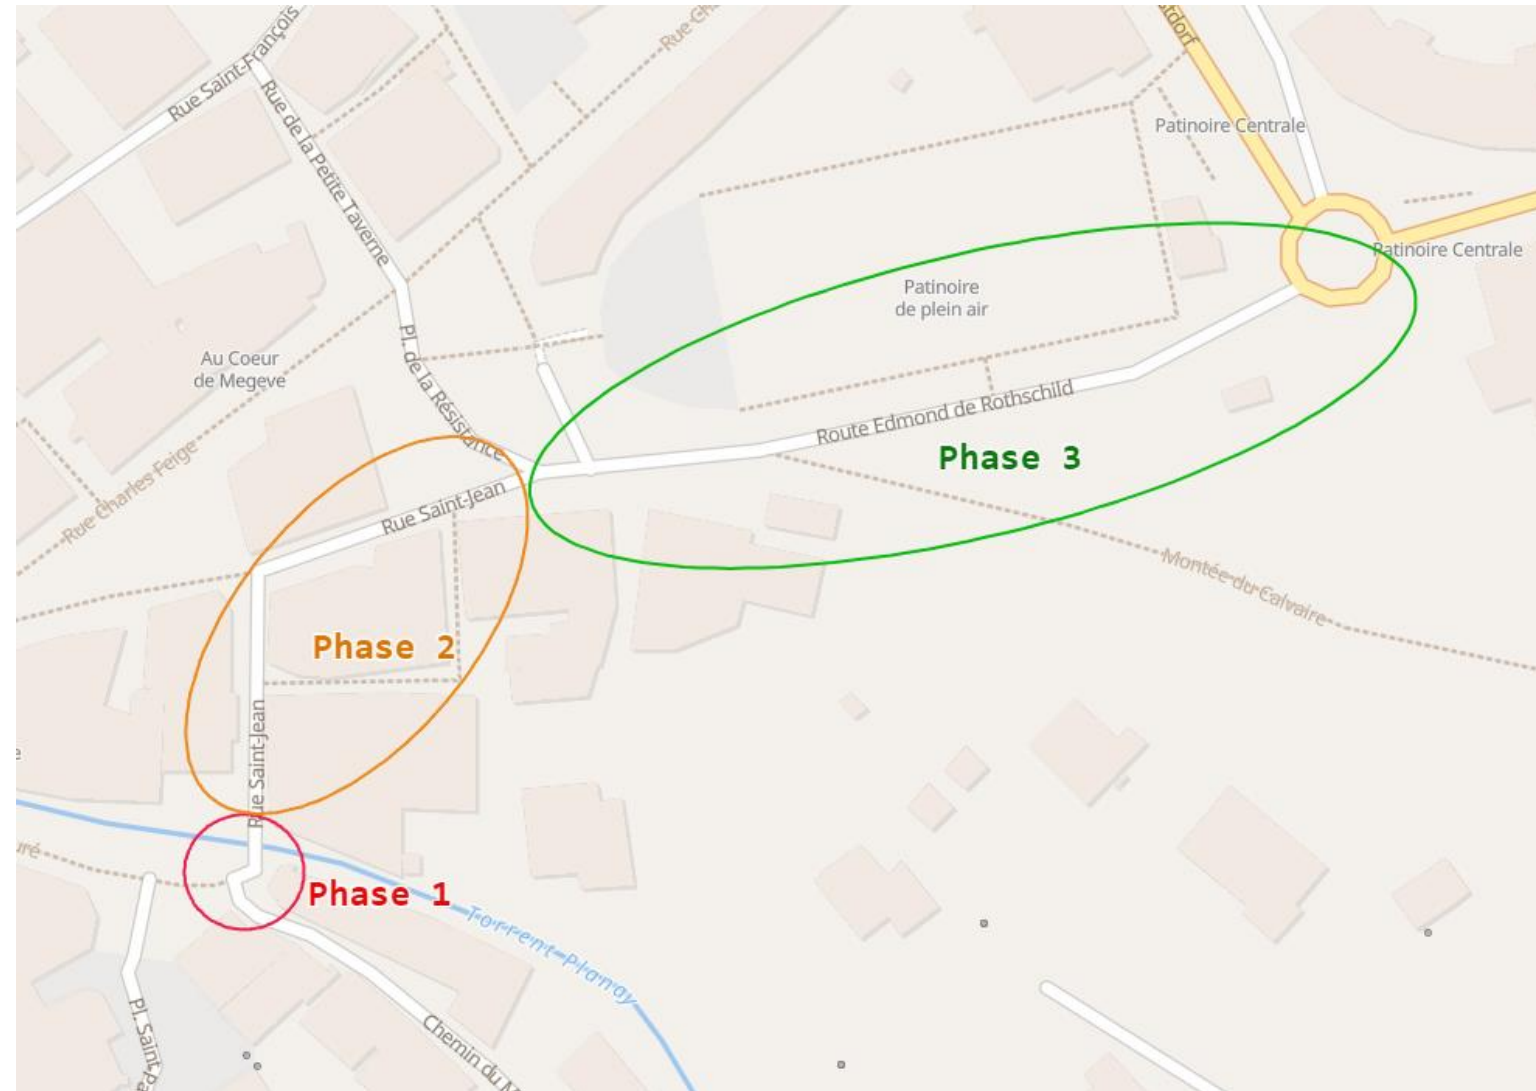 Rue Saint-François
Rue de la Petite Taverne
Patinoire Centrale
Patinoire Centrale
Patinoire
de plein air
Pl. de la Résistance
Au Coeur
de Megeve
Route Edmond de Rothschild
Phase 3
Rue Charles Feige
Rue Saint-Jean
Montée du Calvaire
Phase 2
Rue Saint-Jean
Phase 1
Torrent Planay
Pl. Saint
Chemin du